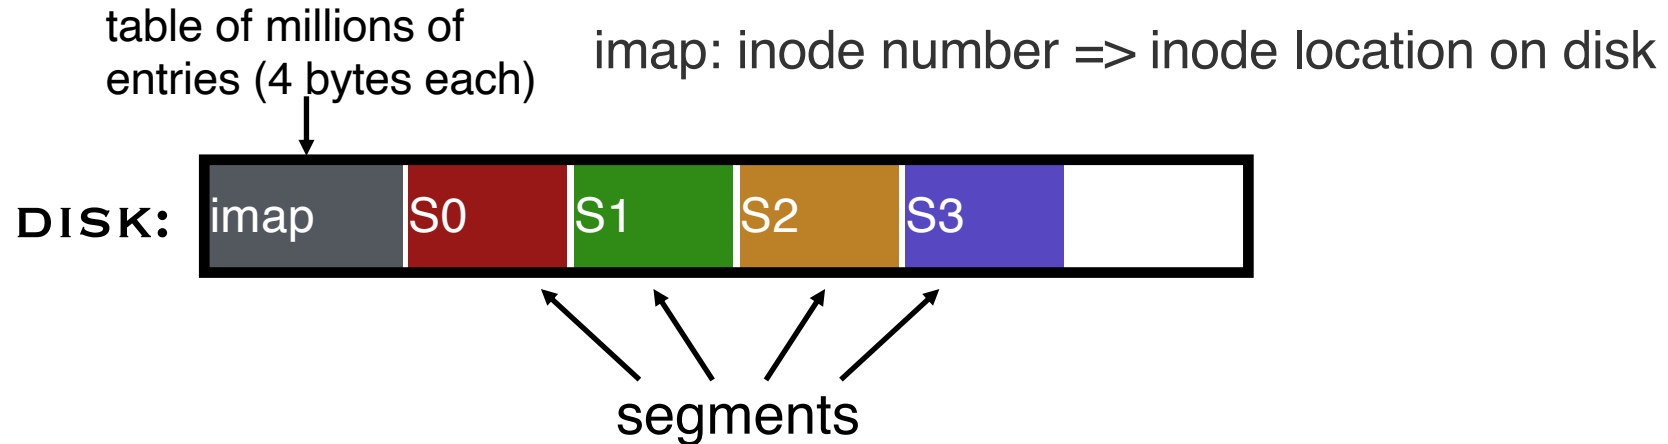 table of millions of
entries (4 bytes each)
imap: inode number => inode location on disk
DISK:
imap
S0
S1
S2
S3
segments